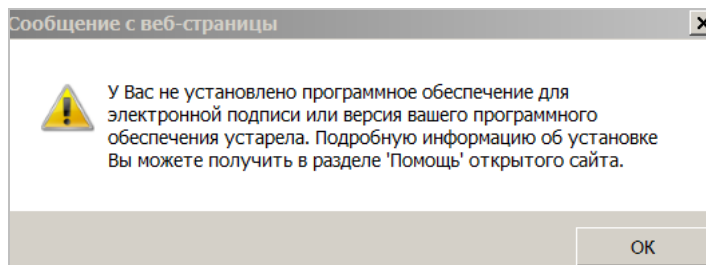 Сообщение с веб-страницы
У Вас не установлено программное обеспечение для
электронной подписи или версия вашего программного
обеспечения устарела. Подробную информацию об установке
Вы можете получить в разделе 'Помощь' открытого сайта.
ОК